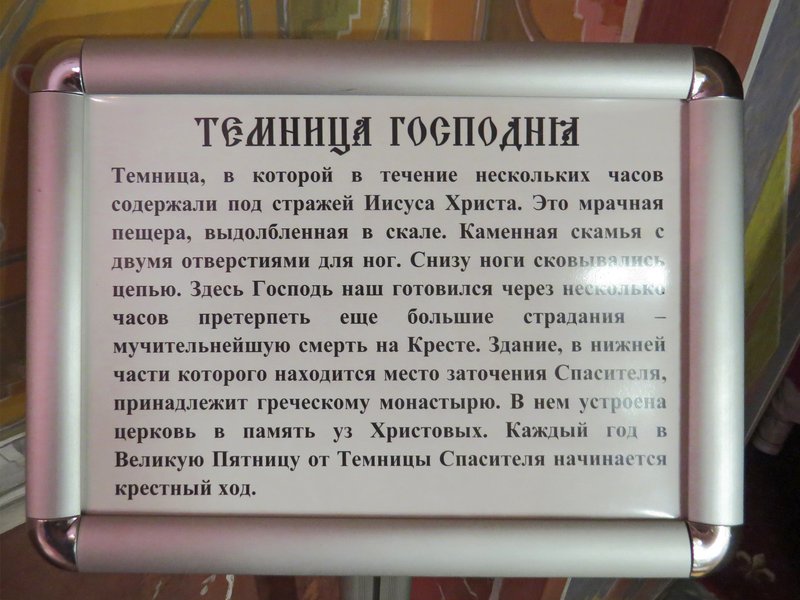 ТЕМНИЦА ГОСПОДНЯ
Темница, в которой в течение нескольких часов
содержали под стражей Иисуса Христа. Это мрачная
пещера, выдолбленная в скале. Каменная скамья с
двумя отверстиями для ног. Снизу ноги сковывались
цепью. Здесь Господь наш готовился через несколько
часов претерпеть еще большие страдания –
мучительнейшую смерть на Кресте. Здание, в нижней
части которого находится место заточения Спасителя,
принадлежит греческому монастырю. В нем устроена
церковь в память уз Христовых. Каждый год в
Великую Пятницу от Темницы Спасителя начинается
крестный ход.